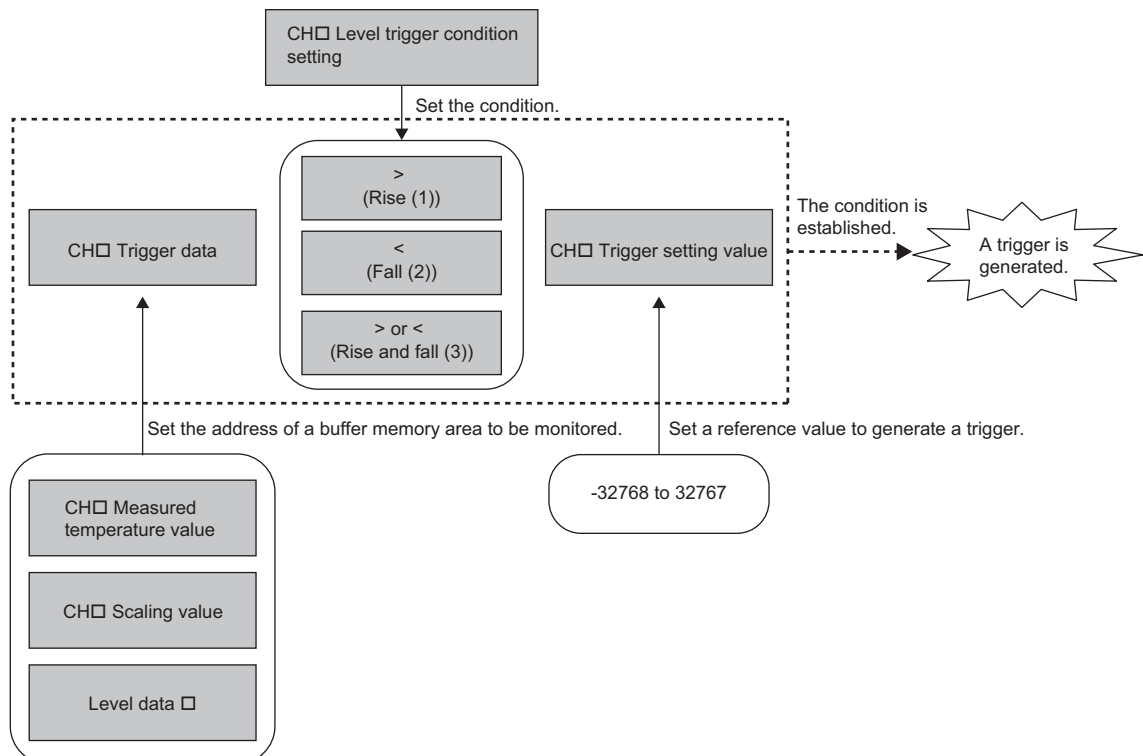 CH□ Level trigger condition
setting
Set the condition.
>
(Rise (1))
CH□ Trigger data
<
(Fall (2))
CH□ Trigger setting value
The condition is
established.
A trigger is
generated.
> or <
(Rise and fall (3))
Set the address of a buffer memory area to be monitored.
Set a reference value to generate a trigger.
CH□ Measured
temperature value
-32768 to 32767
CH□ Scaling value
Level data □